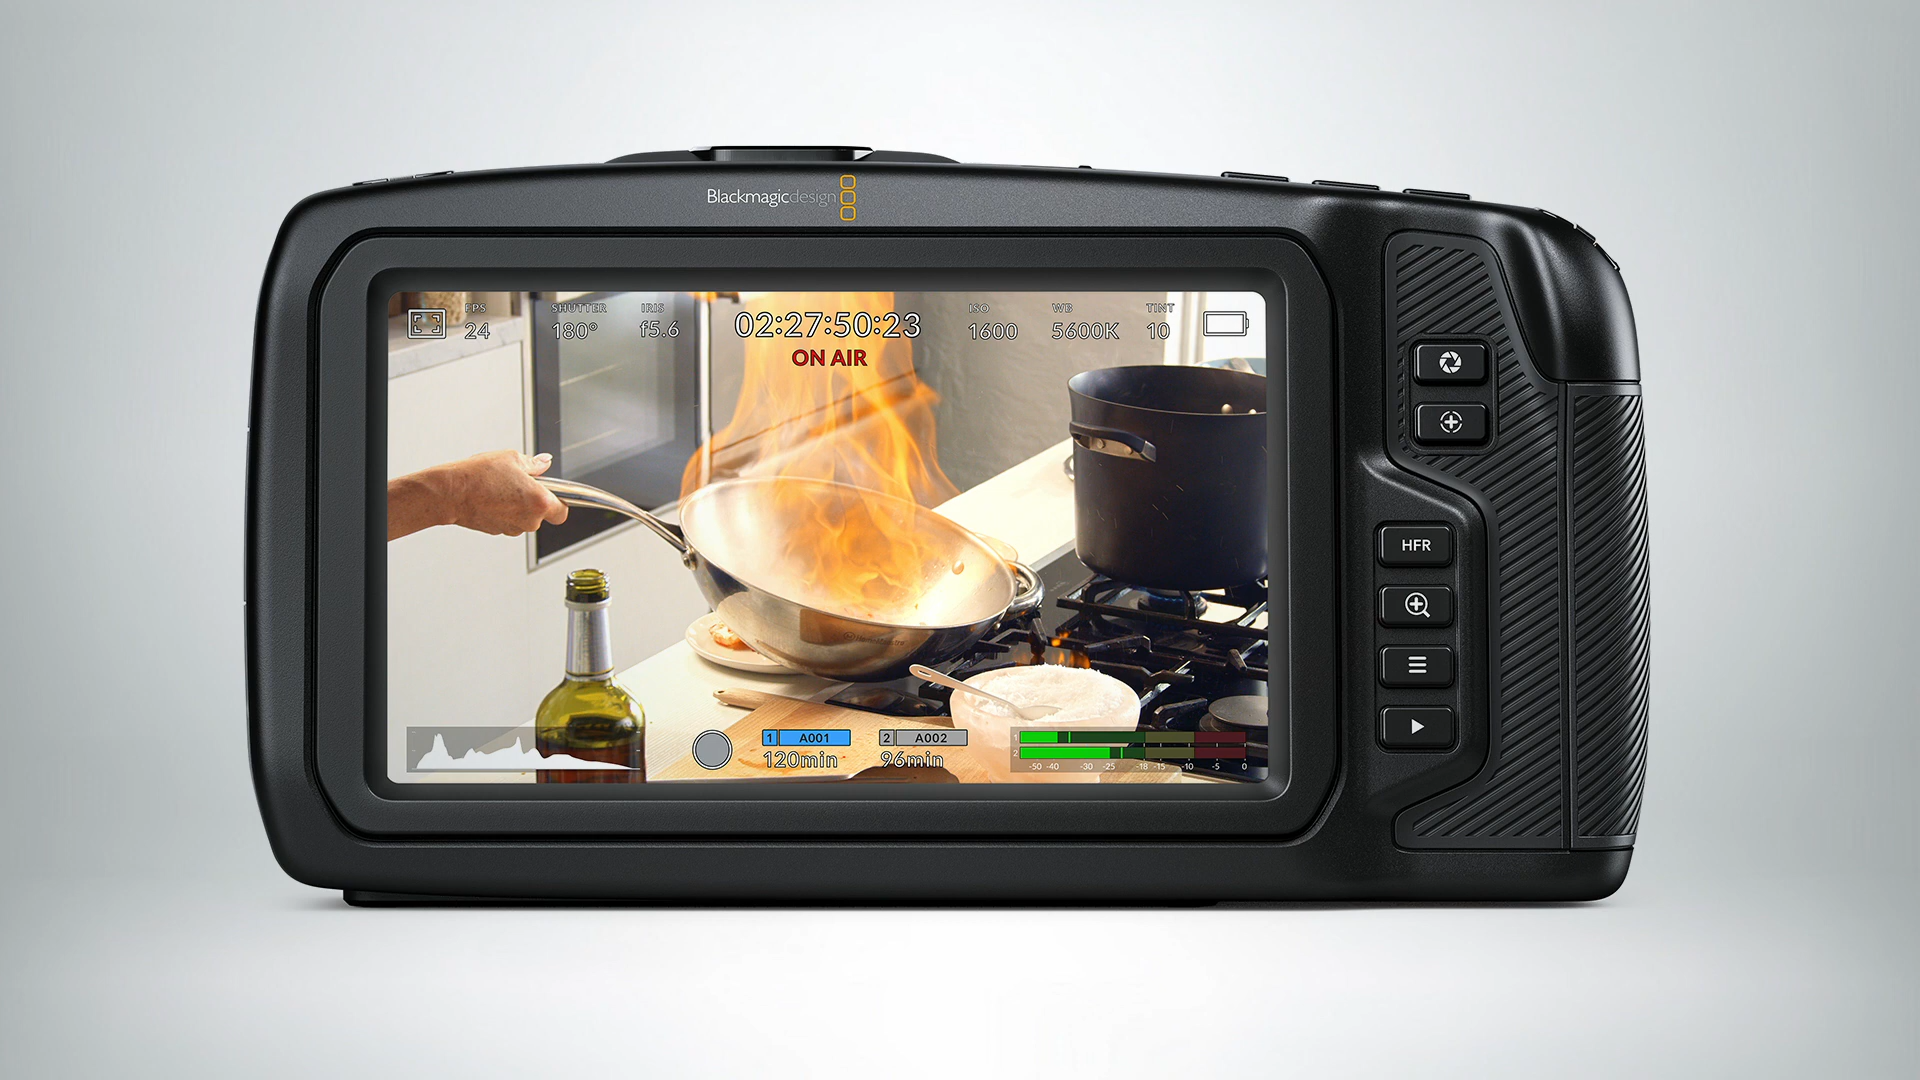 Blackmagicdesign
FPS SHUTTER IRIS ISO WB TINT
24 180° f5.6 02:27:50:23 1600 5600K 10
ON AIR
HFR
1 A001 2 A002
120min 96min
1
2
-50 -40 -30 -25 -18 -15 -10 -5 0